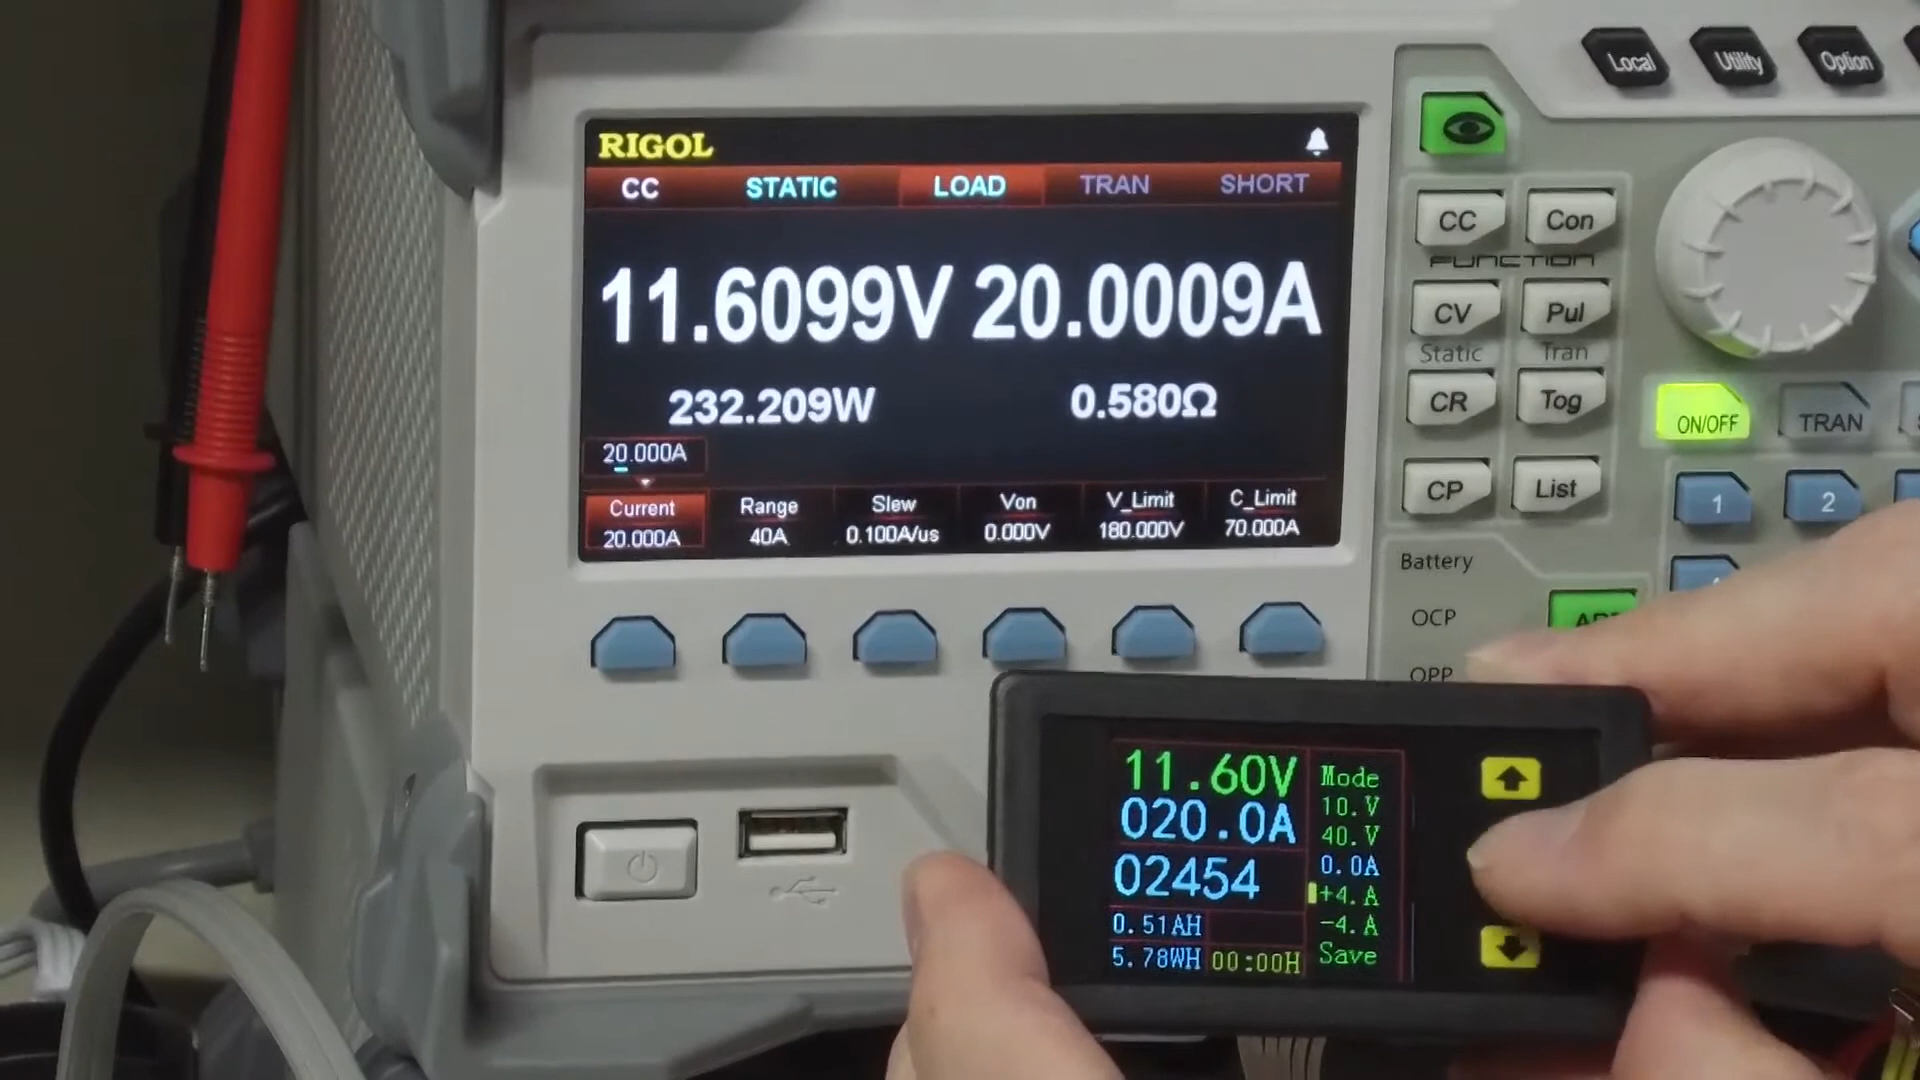 Local Utility Option
RIGOL
CC STATIC LOAD TRAN SHORT
11.6099V 20.0009A
232.209W 0.580Ω
20.000A
Current Range Slew Von V_Limit C_Limit
20.000A 40A 0.100A/us 0.000V 180.000V 70.000A
CC Con
FUNCTION
CV Pul
Static Tran
CR Tog
ON/OFF TRAN
CP List
1 2
Battery
OCP
OPP
11.60V
020.0A
02454
0.51AH
5.78WH 00:00H
Mode
10.V
40.V
0.0A
+4.A
-4.A
Save